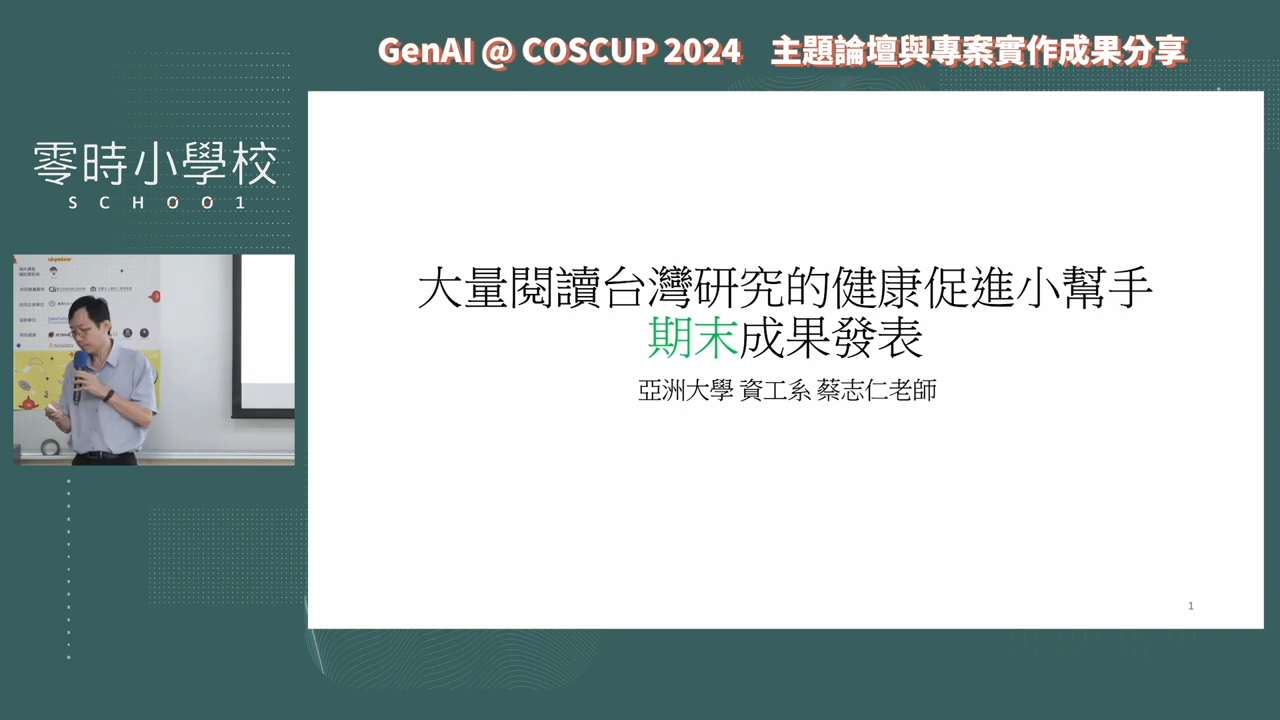 GenAI @ COSCUP 2024 主題論壇與專案實作成果分享
零時小學校
SCH001
skymizer
大量閱讀台灣研究的健康促進小幫手
期末成果發表
亞洲大學 資工系 蔡志仁老師
1